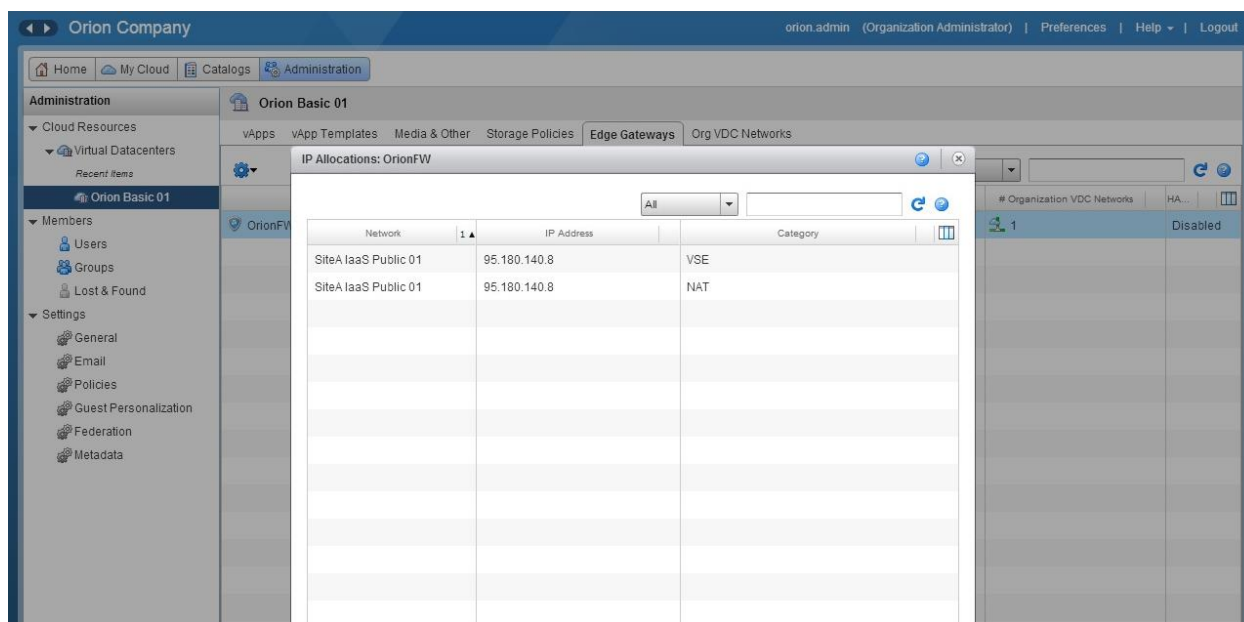 Orion Company
orion.admin (Organization Administrator) | Preferences | Help | Logout
Home My Cloud Catalogs Administration
Administration
Cloud Resources
Virtual Datacenters
Recent Items
Orion Basic 01
Members
Users
Groups
Lost & Found
Settings
General
Email
Policies
Guest Personalization
Federation
Metadata
Orion Basic 01
vApps vApp Templates Media & Other Storage Policies Edge Gateways Org VDC Networks
# Organization VDC Networks HA...
OrionFW 1 Disabled
IP Allocations: OrionFW
All
Network 1 IP Address Category
SiteA IaaS Public 01 95.180.140.8 VSE
SiteA IaaS Public 01 95.180.140.8 NAT